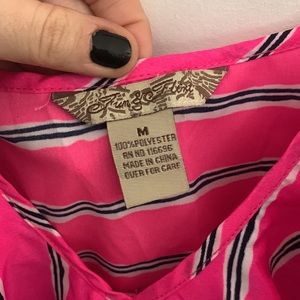 M
100%POLYESTER
RN NO 116696
MADE IN CHINA
OVER FOR CARE